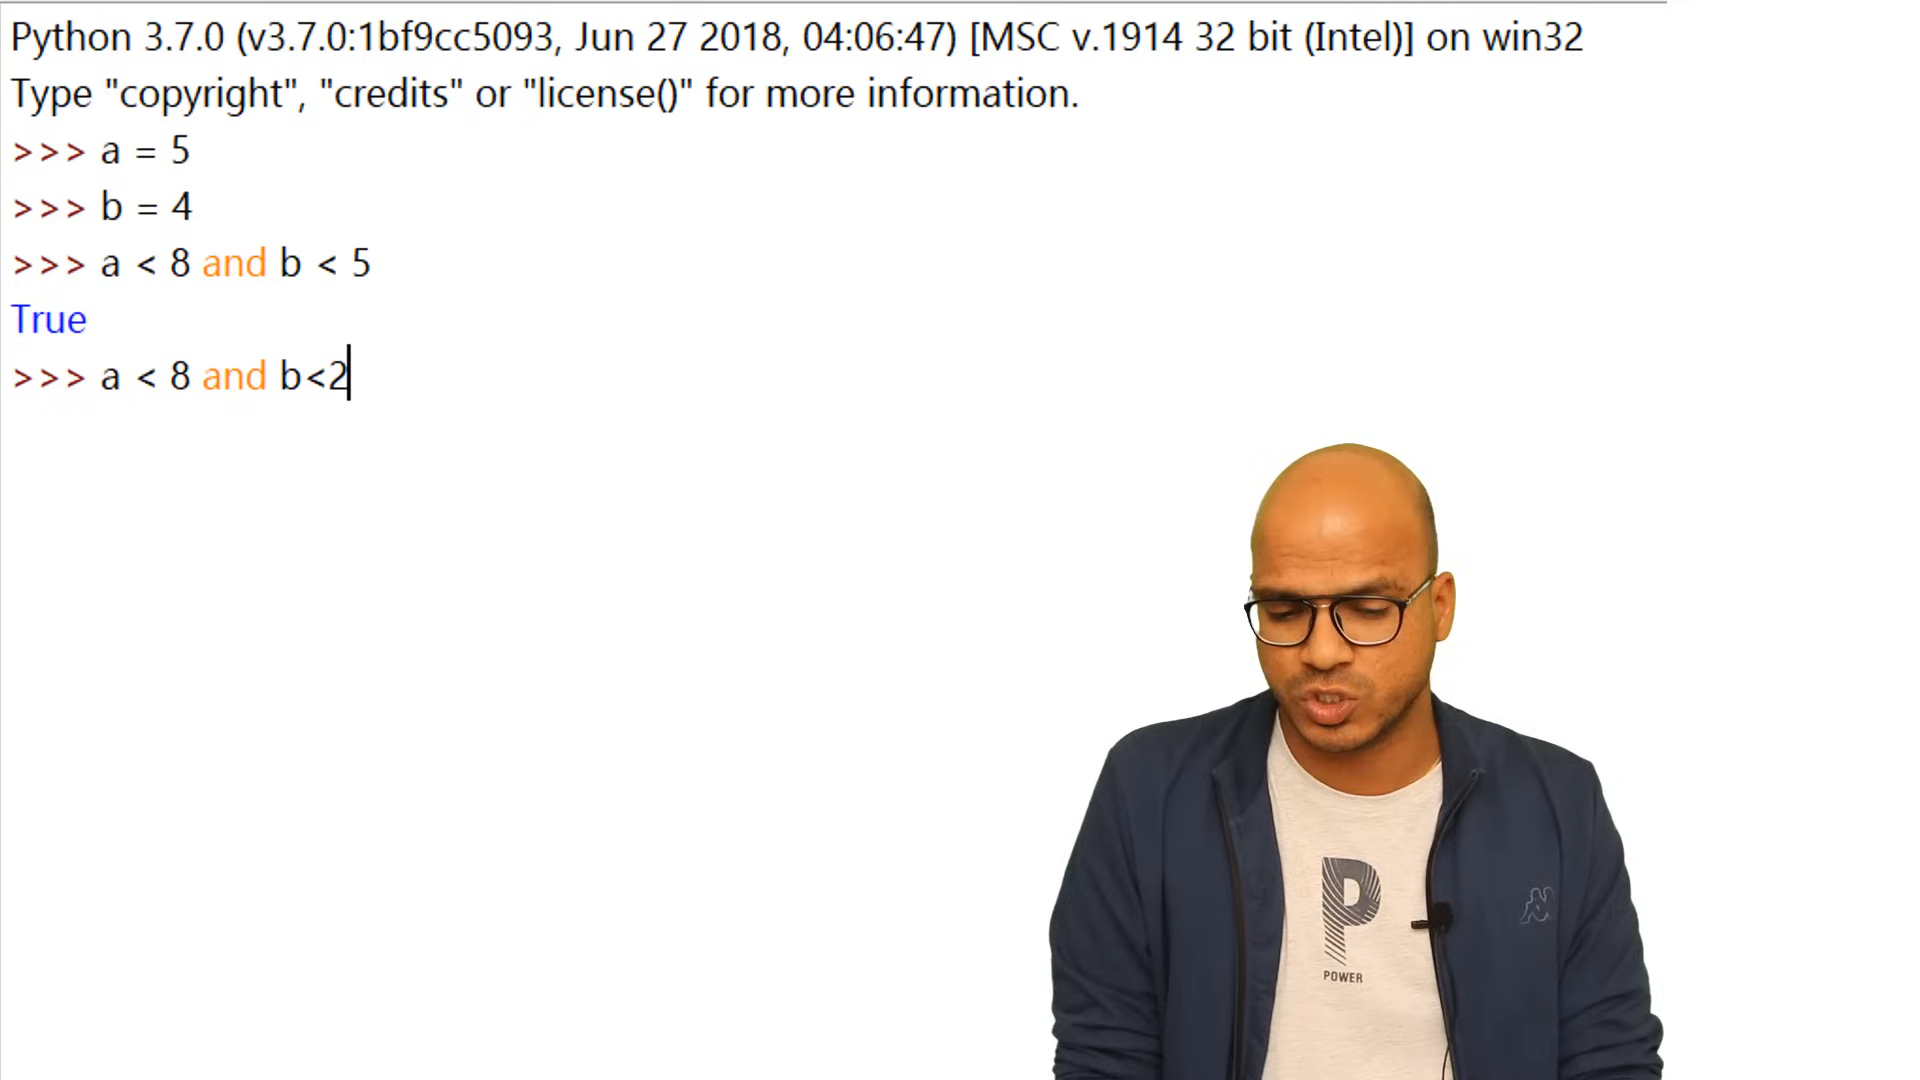 Python 3.7.0 (v3.7.0:1bf9cc5093, Jun 27 2018, 04:06:47) [MSC v.1914 32 bit (Intel)] on win32
Type "copyright", "credits" or "license()" for more information.
>>> a = 5
>>> b = 4
>>> a < 8 and b < 5
True
>>> a < 8 and b<2
P
POWER